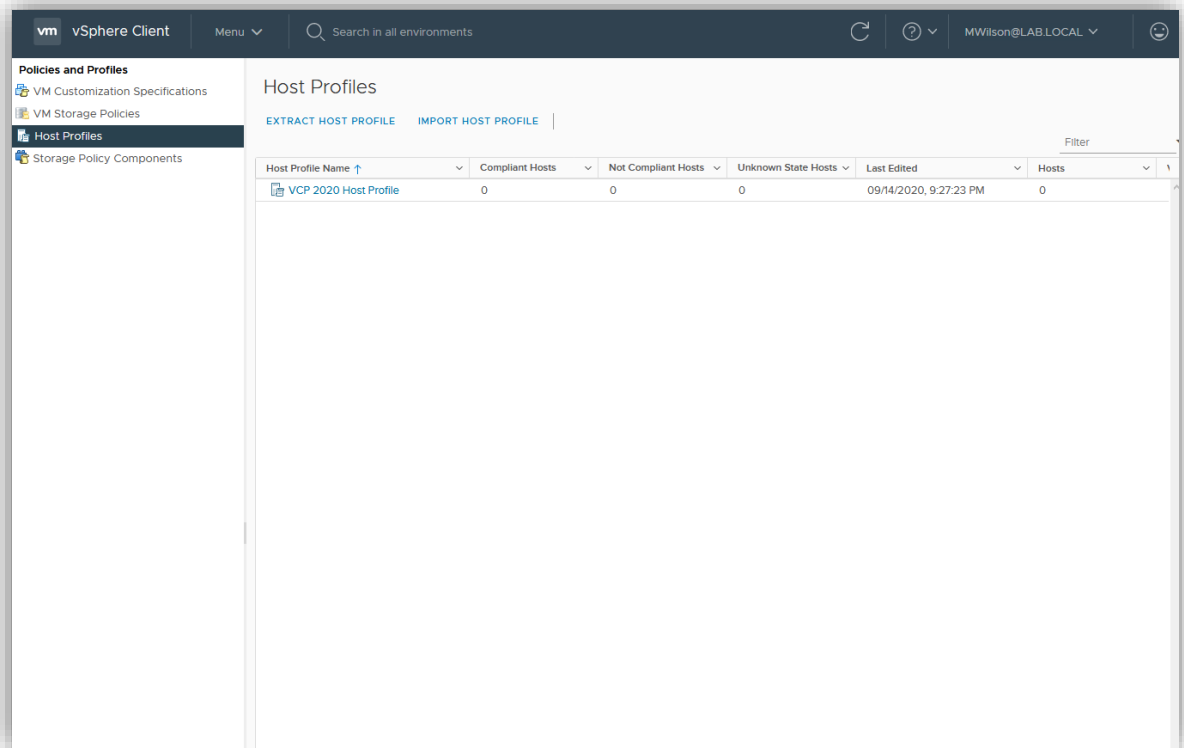 vm vSphere Client Menu Search in all environments MWilson@LAB.LOCAL
Policies and Profiles
VM Customization Specifications
VM Storage Policies
Host Profiles
Storage Policy Components
Host Profiles
EXTRACT HOST PROFILE IMPORT HOST PROFILE
Filter
Host Profile Name Compliant Hosts Not Compliant Hosts Unknown State Hosts Last Edited Hosts
VCP 2020 Host Profile 0 0 0 09/14/2020, 9:27:23 PM 0